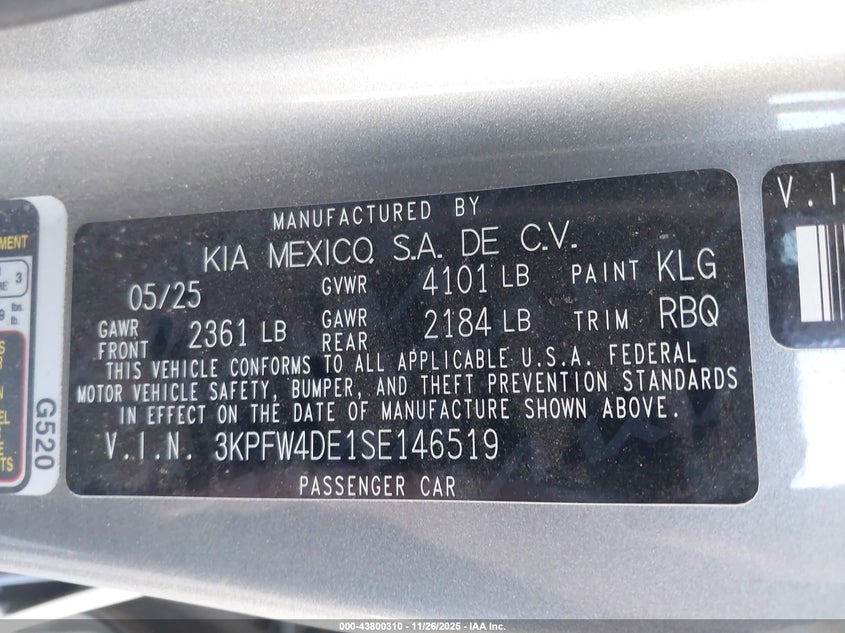 MANUFACTURED BY
KIA MEXICO, S.A. DE C.V.
05/25 GVWR 4101 LB PAINT KLG
GAWR FRONT 2361 LB GAWR REAR 2184 LB TRIM RBQ
THIS VEHICLE CONFORMS TO ALL APPLICABLE U.S.A. FEDERAL
MOTOR VEHICLE SAFETY, BUMPER, AND THEFT PREVENTION STANDARDS
IN EFFECT ON THE DATE OF MANUFACTURE SHOWN ABOVE.
V.I.N. 3KPFW4DE1SE146519
PASSENGER CAR
G520
V.I
3
lbs.
lb.
000-43800310 - 11/26/2025 - IAA Inc.